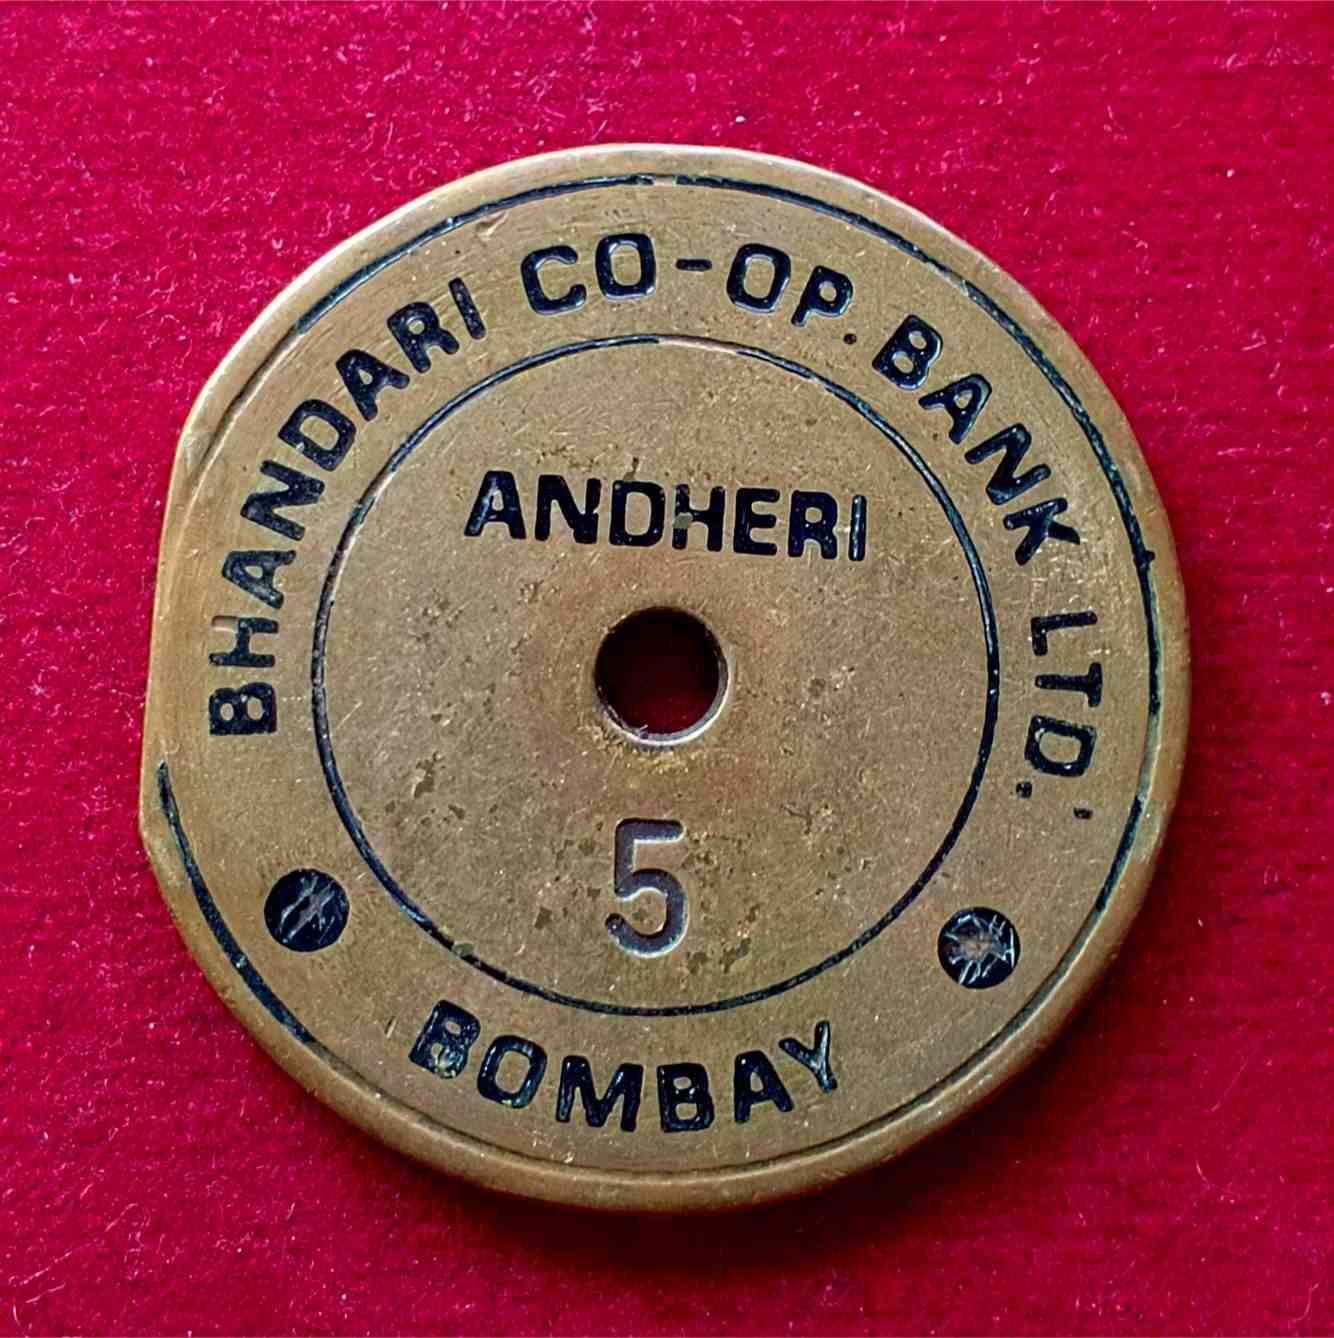 BHANDARI CO-OP. BANK LTD.
ANDHERI
5
BOMBAY